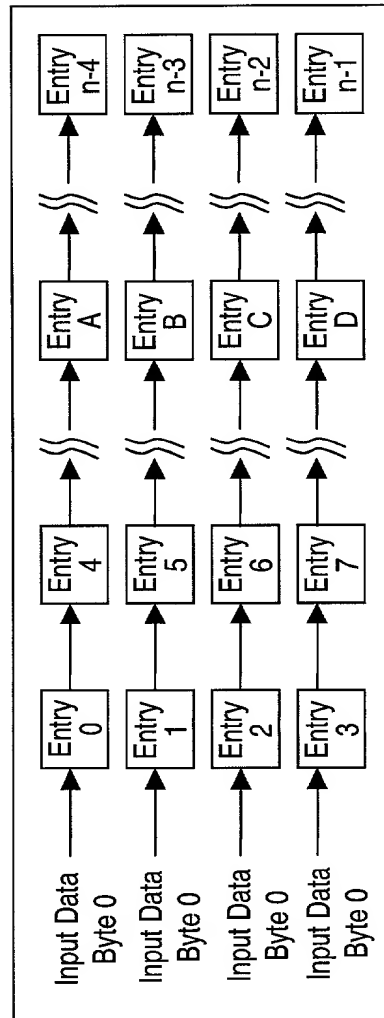 Input Data
Byte 0
Entry
0
Entry
4
Entry
A
Entry
n-4
Input Data
Byte 0
Entry
1
Entry
5
Entry
B
Entry
n-3
Input Data
Byte 0
Entry
2
Entry
6
Entry
C
Entry
n-2
Input Data
Byte 0
Entry
3
Entry
7
Entry
D
Entry
n-1